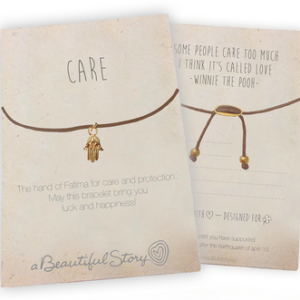 CARE
The hand of Fatima for care and protection.
May this bracelet bring you
luck and happiness!
a Beautiful Story
SOME PEOPLE CARE TOO MUCH
I THINK IT'S CALLED LOVE
-WINNIE THE POOH-
WITH ♡ — DESIGNED FOR